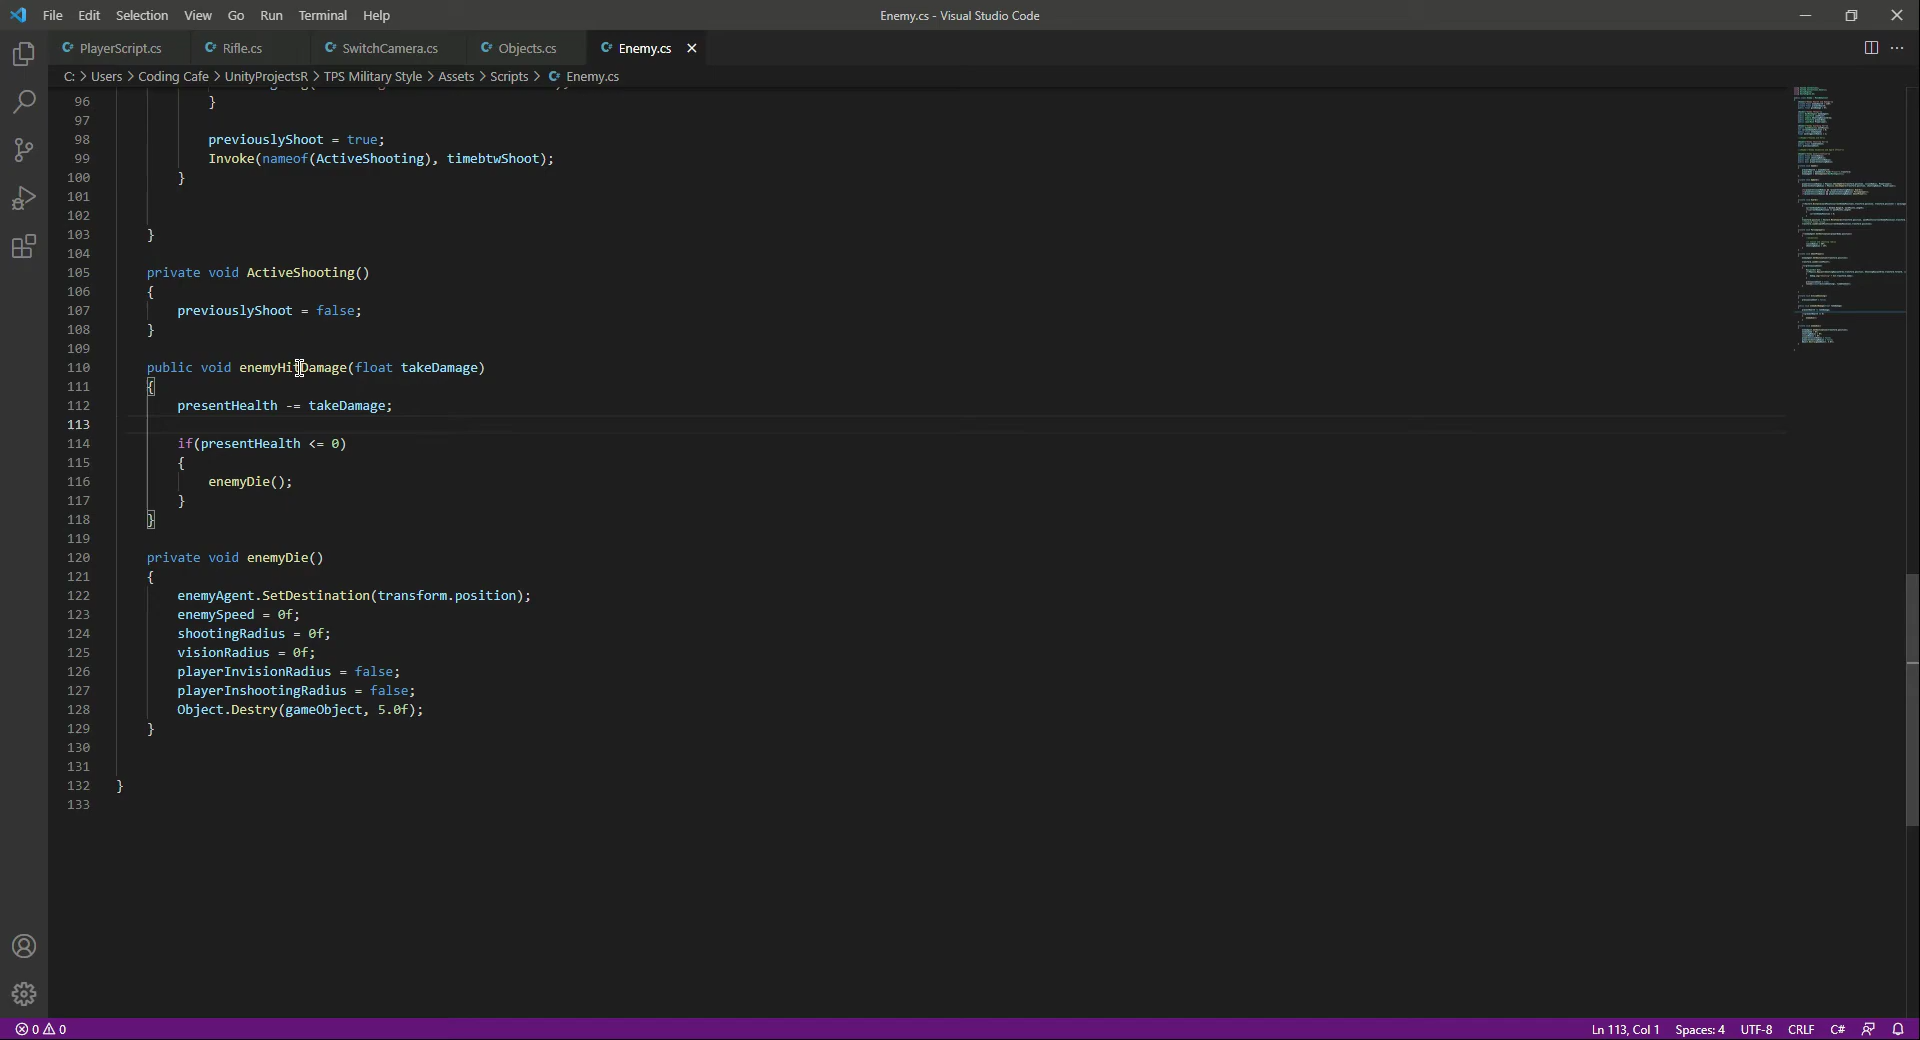 File Edit Selection View Go Run Terminal Help
Enemy.cs - Visual Studio Code
PlayerScript.cs Rifle.cs SwitchCamera.cs Objects.cs Enemy.cs
C: > Users > Coding Cafe > UnityProjectsR > TPS Military Style > Assets > Scripts > Enemy.cs
96 }
97
98 previouslyShoot = true;
99 Invoke(nameof(ActiveShooting), timebtwShoot);
100 }
101
102
103 }
104
105 private void ActiveShooting()
106 {
107 previouslyShoot = false;
108 }
109
110 public void enemyHitDamage(float takeDamage)
111 {
112 presentHealth -= takeDamage;
113
114 if(presentHealth <= 0)
115 {
116 enemyDie();
117 }
118 }
119
120 private void enemyDie()
121 {
122 enemyAgent.SetDestination(transform.position);
123 enemySpeed = 0f;
124 shootingRadius = 0f;
125 visionRadius = 0f;
126 playerInvisionRadius = false;
127 playerInshootingRadius = false;
128 Object.Destry(gameObject, 5.0f);
129 }
130
131
132 }
133
0 0 Ln 113, Col 1 Spaces: 4 UTF-8 CRLF C#